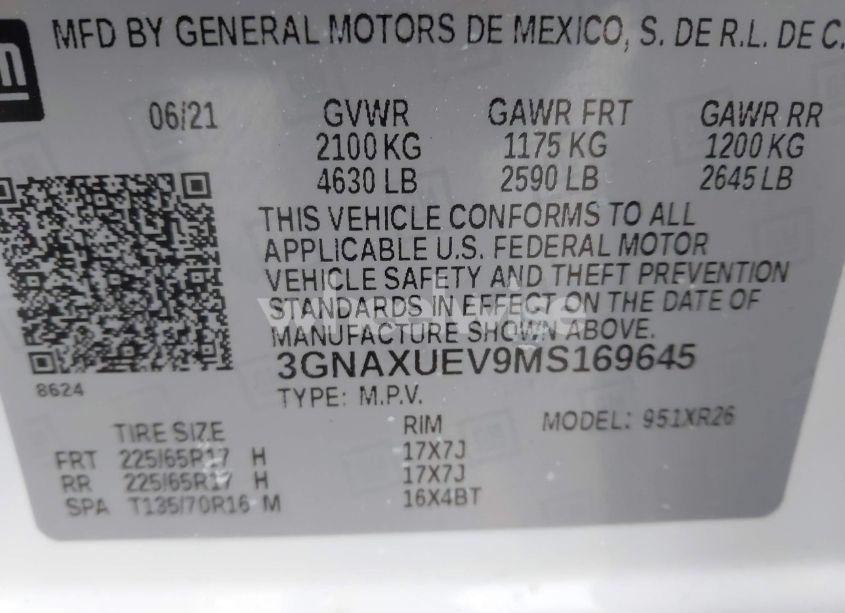 MFD BY GENERAL MOTORS DE MEXICO, S. DE R.L. DE C.
06/21 GVWR GAWR FRT GAWR RR
2100 KG 1175 KG 1200 KG
4630 LB 2590 LB 2645 LB
THIS VEHICLE CONFORMS TO ALL
APPLICABLE U.S. FEDERAL MOTOR
VEHICLE SAFETY AND THEFT PREVENTION
STANDARDS IN EFFECT ON THE DATE OF
MANUFACTURE SHOWN ABOVE.
3GNAXUEV9MS169645
8624
TYPE: M.P.V.
MODEL: 951XR26
TIRE SIZE RIM
FRT 225/65R17 H 17X7J
RR 225/65R17 H 17X7J
SPA T135/70R16 M 16X4BT